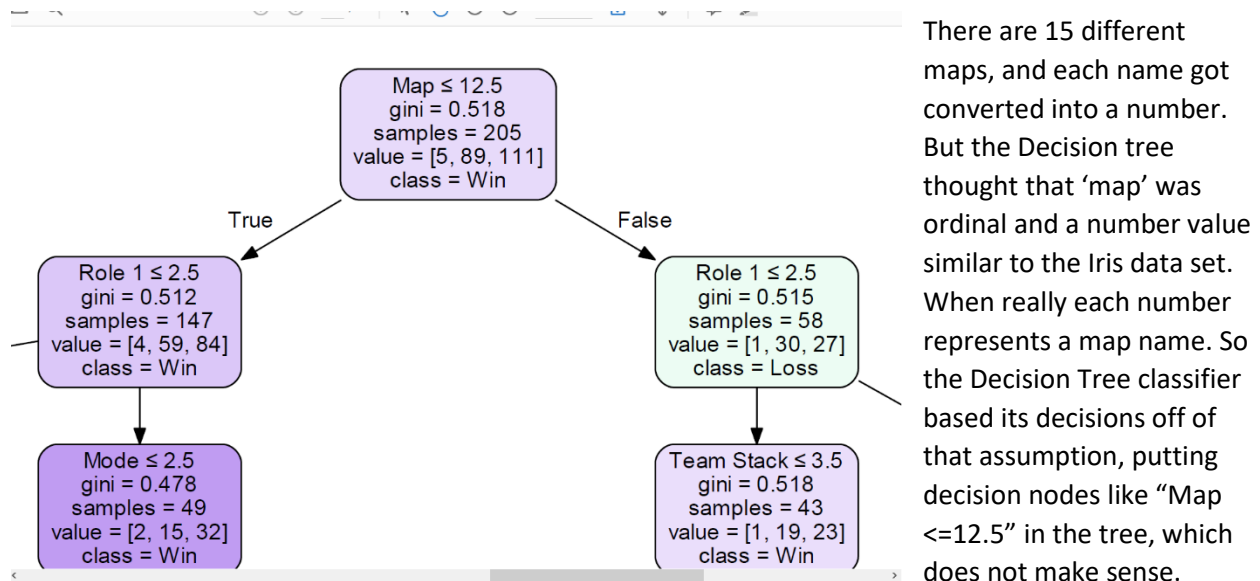 Map ≤ 12.5
gini = 0.518
samples = 205
value = [5, 89, 111]
class = Win
True
False
Role 1 ≤ 2.5
gini = 0.512
samples = 147
value = [4, 59, 84]
class = Win
Role 1 ≤ 2.5
gini = 0.515
samples = 58
value = [1, 30, 27]
class = Loss
Mode ≤ 2.5
gini = 0.478
samples = 49
value = [2, 15, 32]
class = Win
Team Stack ≤ 3.5
gini = 0.518
samples = 43
value = [1, 19, 23]
class = Win
There are 15 different
maps, and each name got
converted into a number.
But the Decision tree
thought that ‘map’ was
ordinal and a number value
similar to the Iris data set.
When really each number
represents a map name. So
the Decision Tree classifier
based its decisions off of
that assumption, putting
decision nodes like “Map
<=12.5” in the tree, which
does not make sense.